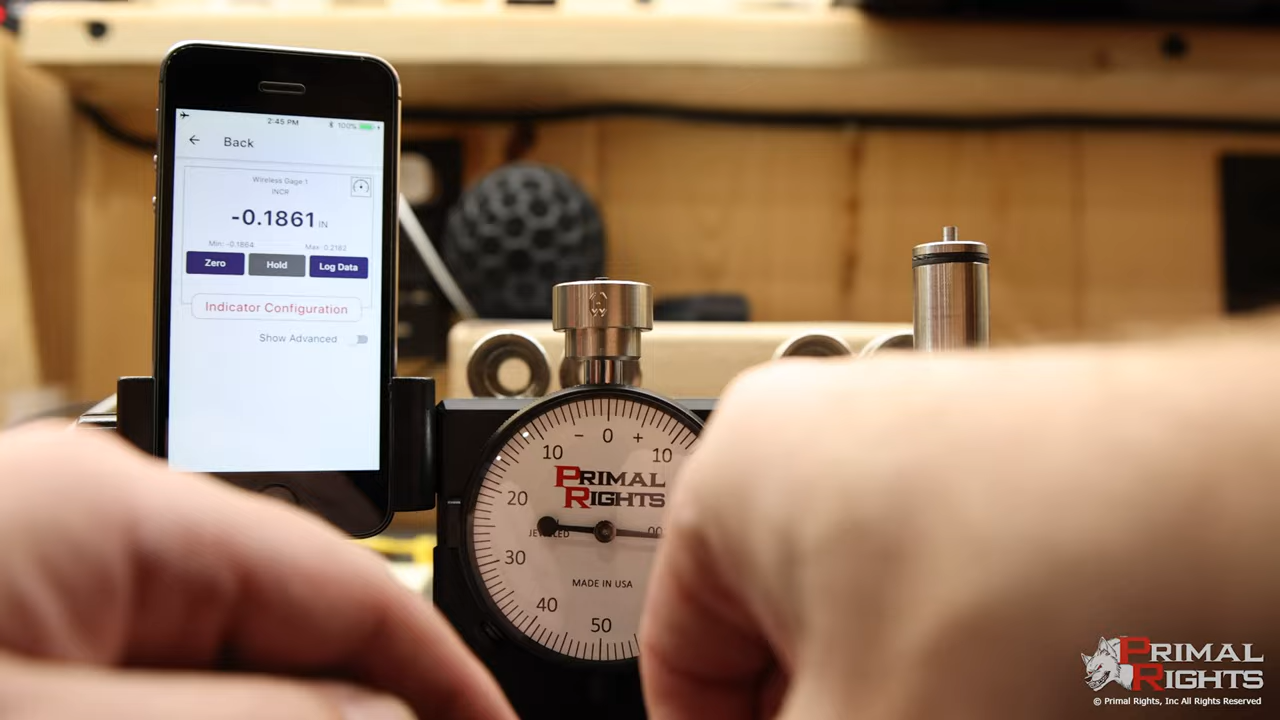 2:45 PM
100%
Back
Wireless Gage 1
INCR
-0.1861 IN
Min: -0.1864 Max: 0.2182
Zero Hold Log Data
Indicator Configuration
Show Advanced
- 0 +
10 10
PRIMAL
RIGHTS
20
JEWELED
30
MADE IN USA
40
50
PRIMAL
RIGHTS
© Primal Rights, Inc All Rights Reserved